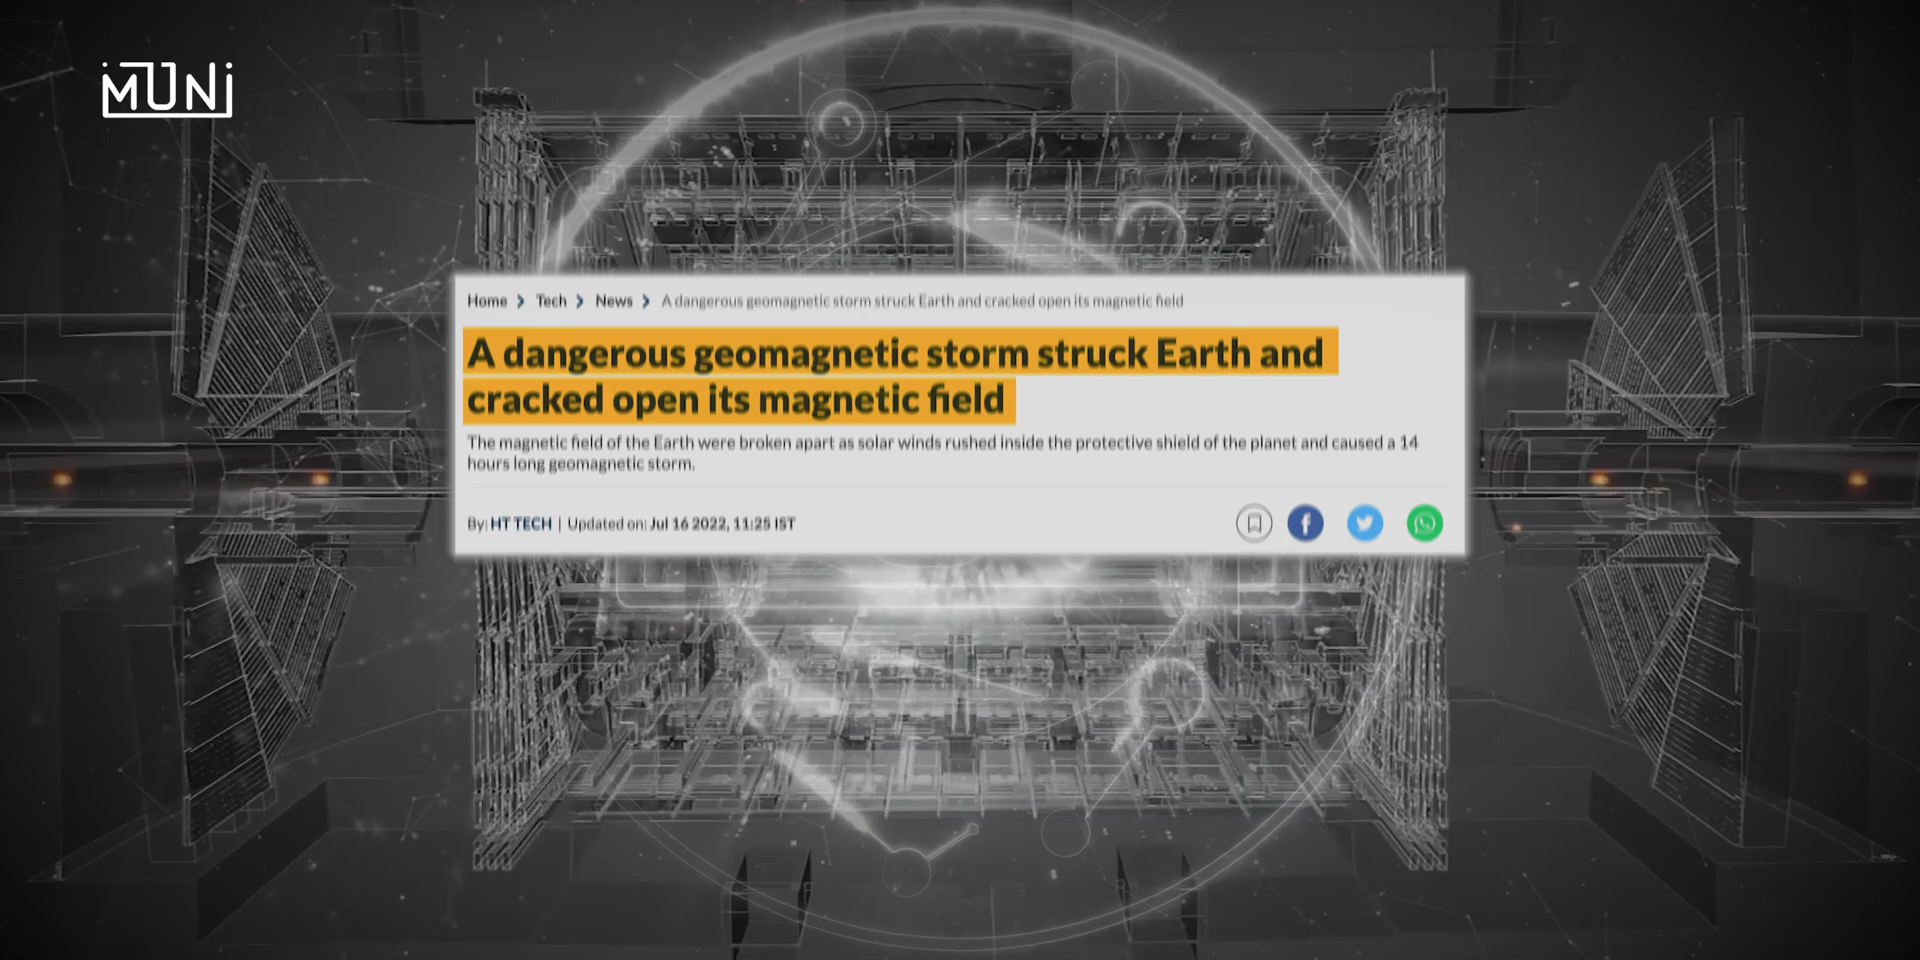 MUNi
Home > Tech > News > A dangerous geomagnetic storm struck Earth and cracked open its magnetic field
A dangerous geomagnetic storm struck Earth and
cracked open its magnetic field
The magnetic field of the Earth were broken apart as solar winds rushed inside the protective shield of the planet and caused a 14
hours long geomagnetic storm.
By: HT TECH | Updated on: Jul 16 2022, 11:25 IST